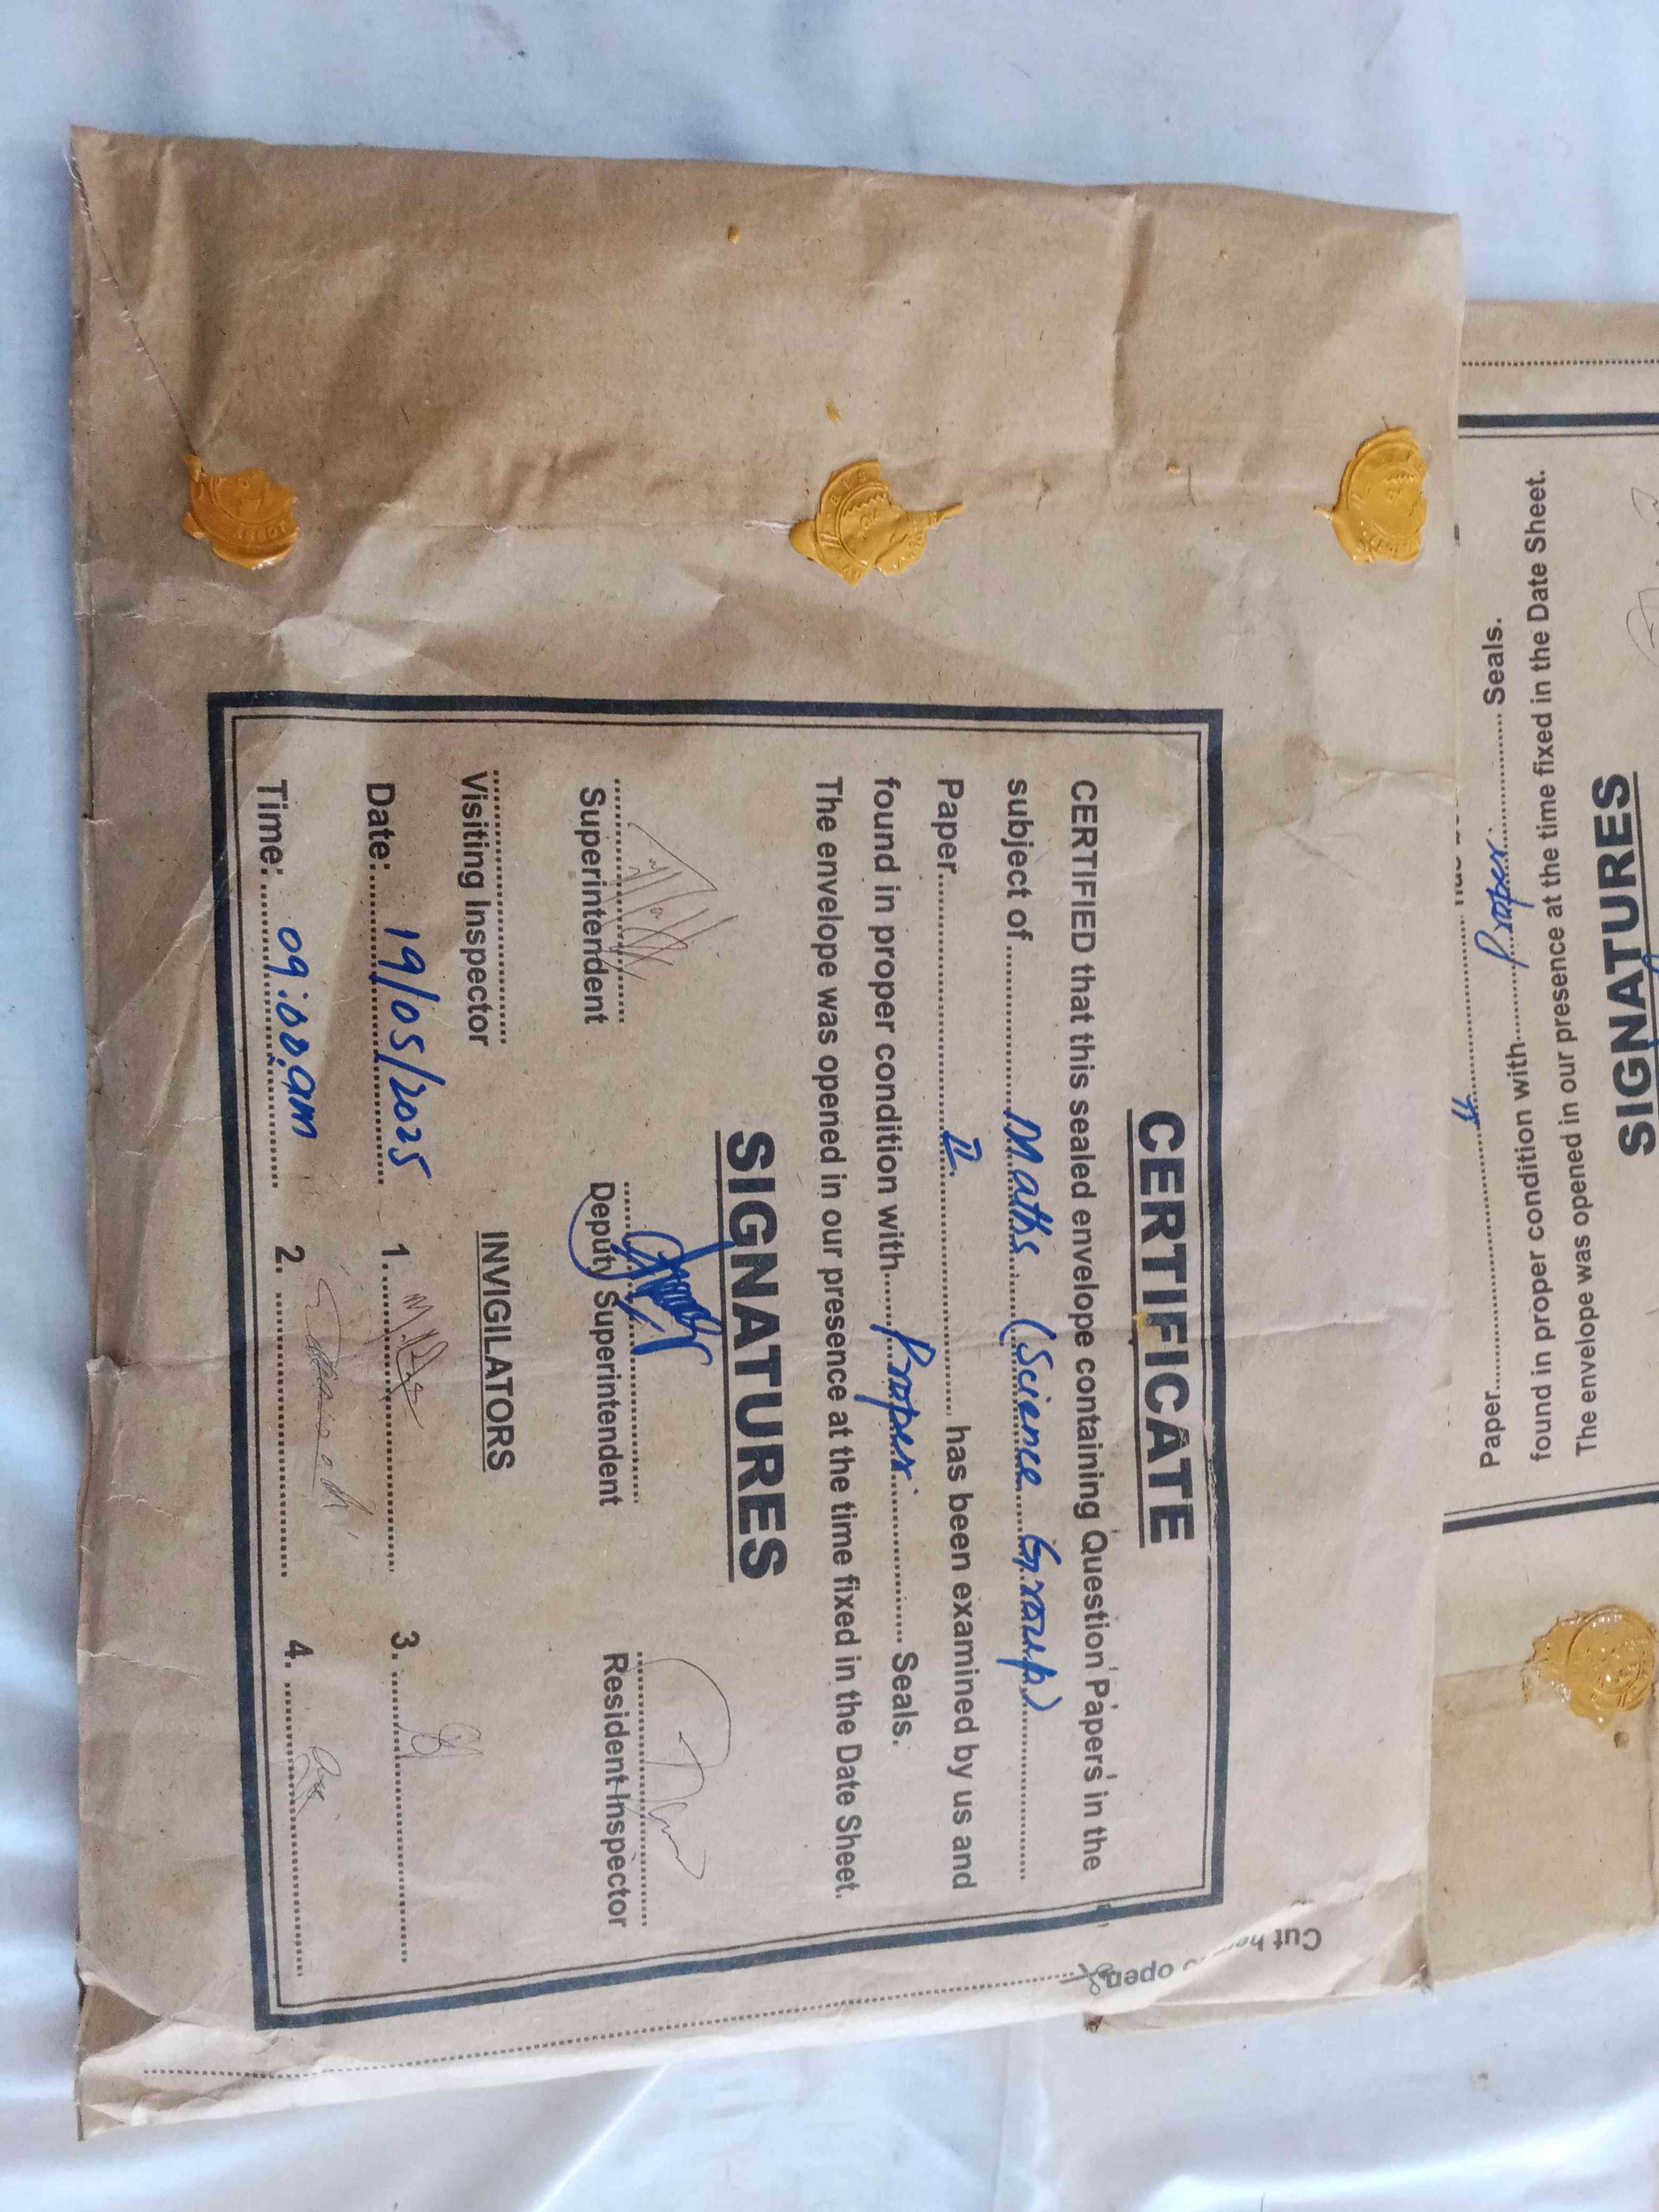 CERTIFICATE
CERTIFIED that this sealed envelope containing Question Papers in the
subject of ............ Maths (Science Group) ............
Paper ............ II ............ has been examined by us and
found in proper condition with ............ Proper ............ Seals.
The envelope was opened in our presence at the time fixed in the Date Sheet.
SIGNATURES
Superintendent
Deputy Superintendent
Resident Inspector
Visiting Inspector
INVIGILATORS
Date: 19/05/2025
1. ............ 3. ............
Time: 09:00 am
2. ............ 4. ............
Cut here to open
Paper ............ II ............
found in proper condition with ............ Proper ............ Seals.
The envelope was opened in our presence at the time fixed in the Date Sheet.
SIGNATURES